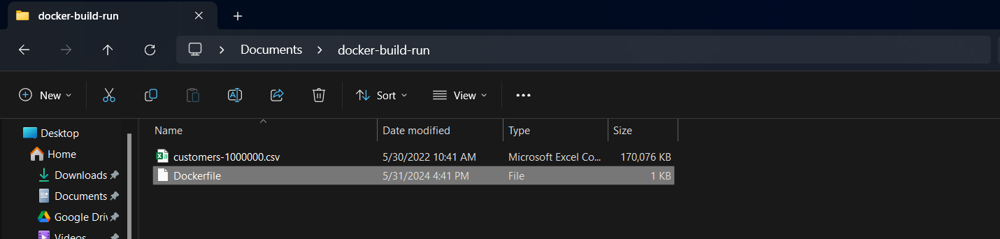 docker-build-run
Documents docker-build-run
New Sort View
Name Date modified Type Size
Desktop
customers-1000000.csv 5/30/2022 10:41 AM Microsoft Excel Co... 170,076 KB
Home
Dockerfile 5/31/2024 4:41 PM File 1 KB
Downloads
Documents
Google Driv
Videos